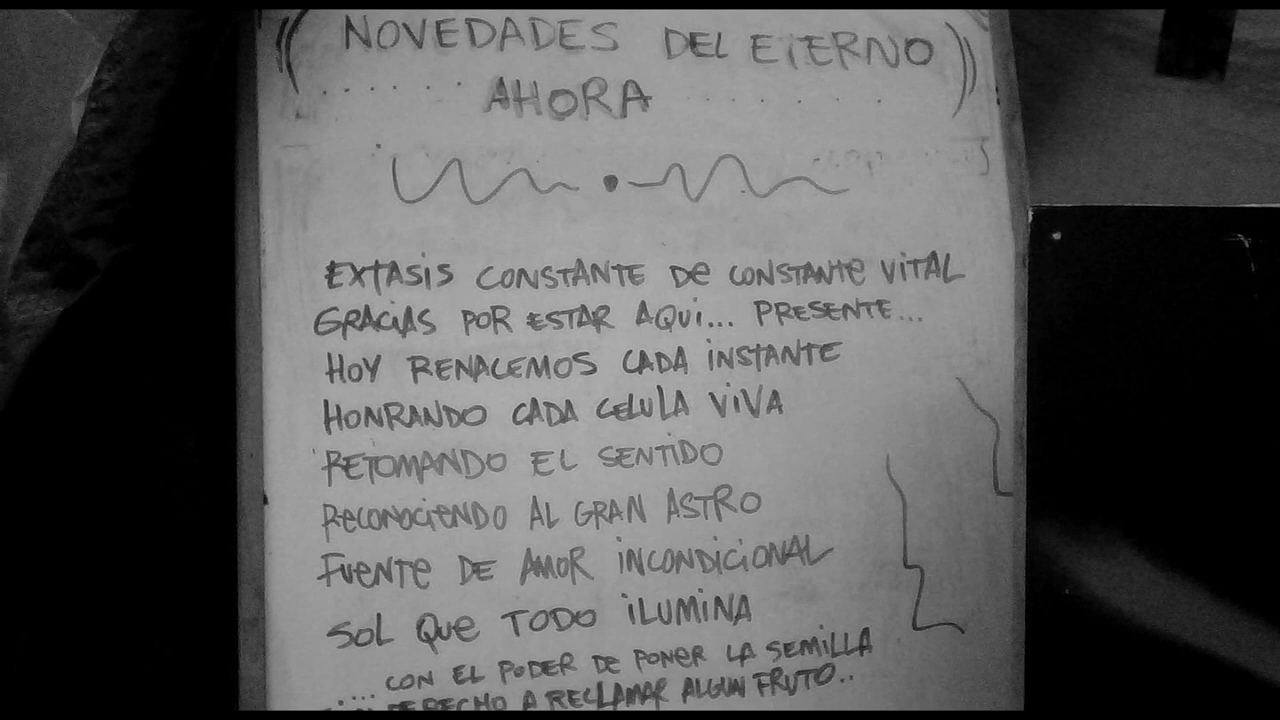 NOVEDADES DEL ETERNO
AHORA
EXTASIS CONSTANTE DE CONSTANTE VITAL
GRACIAS POR ESTAR AQUI... PRESENTE...
HOY RENACEMOS CADA INSTANTE
HONRANDO CADA CELULA VIVA
RETOMANDO EL SENTIDO
RECONOCIENDO AL GRAN ASTRO
FUENTE DE AMOR INCONDICIONAL
SOL QUE TODO ILUMINA
.... CON EL PODER DE PONER LA SEMILLA
DERECHO A RECLAMAR ALGUN FRUTO..